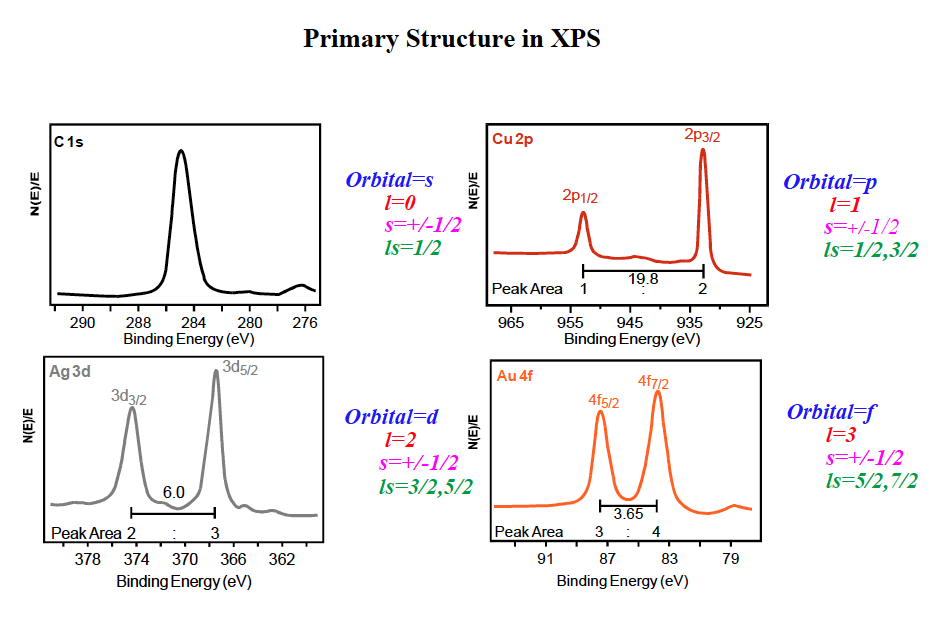 Primary Structure in XPS
C 1s
N(E)/E
290 288 284 280 276
Binding Energy (eV)
Orbital=s
l=0
s=+/-1/2
ls=1/2
Cu 2p
2p3/2
2p1/2
N(E)/E
19.8
Peak Area 1 : 2
965 955 945 935 925
Binding Energy (eV)
Orbital=p
l=1
s=+/-1/2
ls=1/2,3/2
Ag 3d
3d5/2
3d3/2
N(E)/E
6.0
Peak Area 2 : 3
378 374 370 366 362
Binding Energy (eV)
Orbital=d
l=2
s=+/-1/2
ls=3/2,5/2
Au 4f
4f7/2
4f5/2
N(E)/E
3.65
Peak Area 3 : 4
91 87 83 79
Binding Energy (eV)
Orbital=f
l=3
s=+/-1/2
ls=5/2,7/2